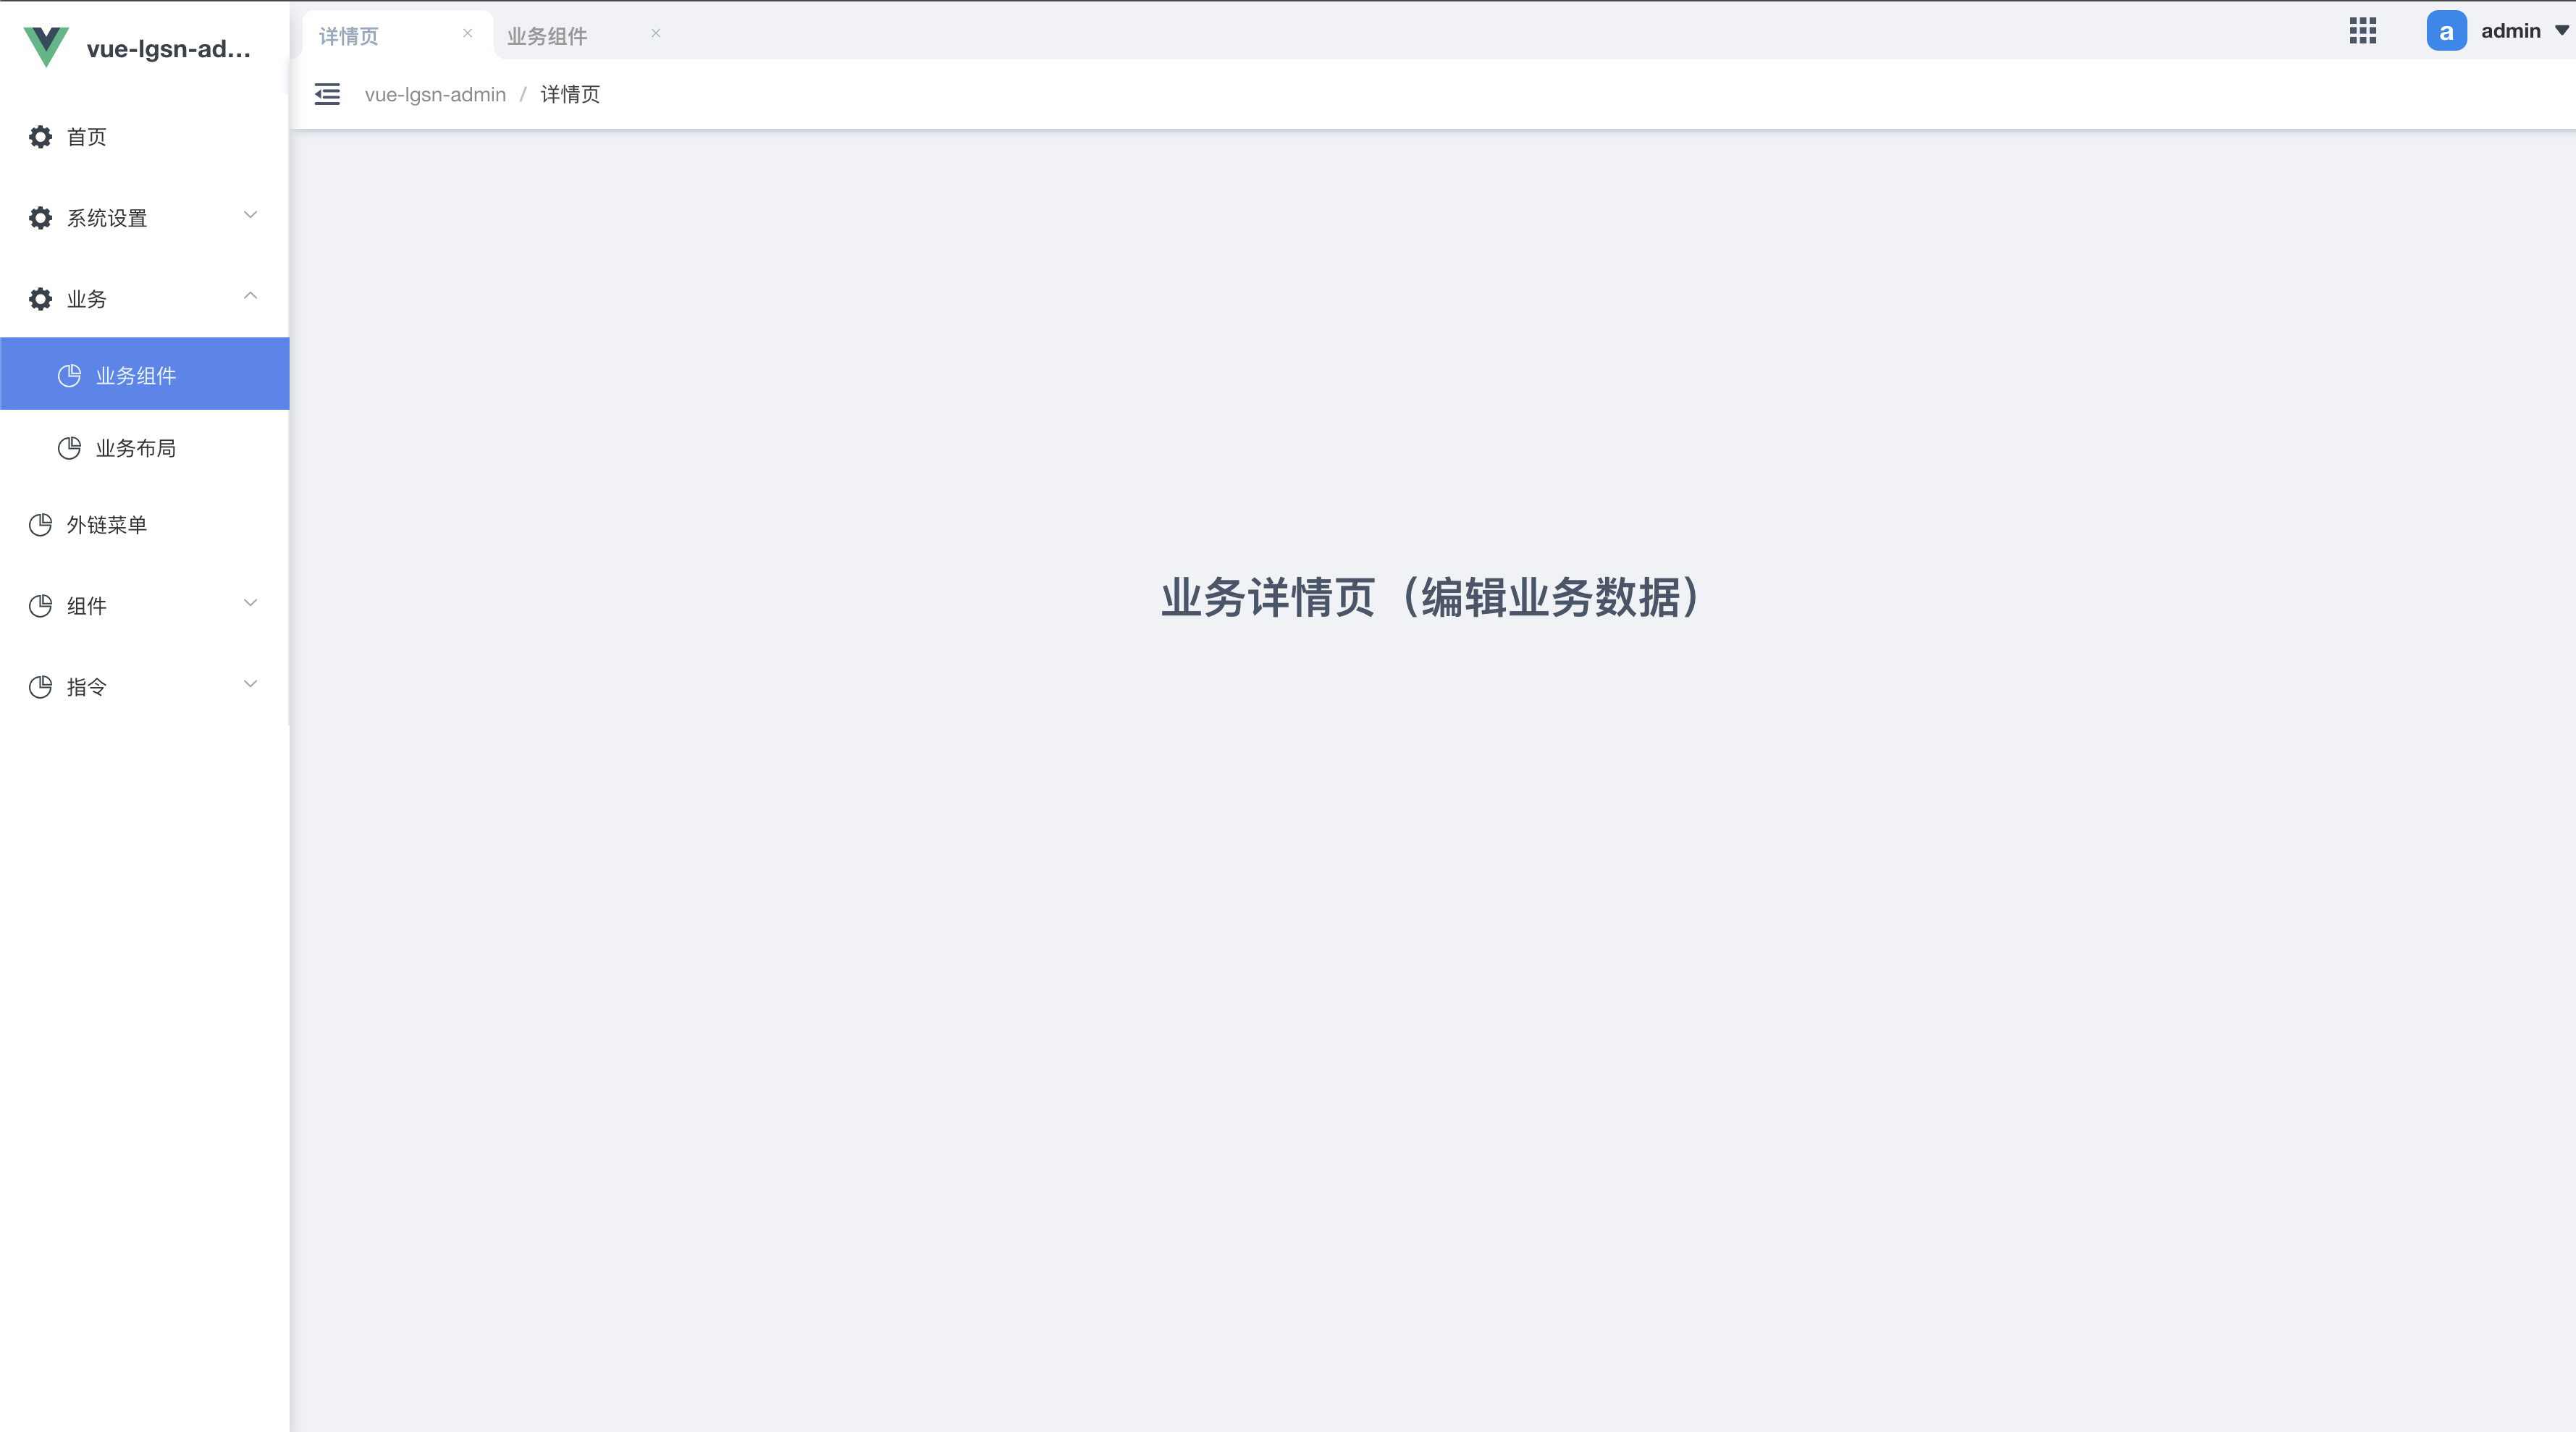 vue-lgsn-ad...
详情页
业务组件
a
admin
vue-lgsn-admin / 详情页
首页
系统设置
业务
业务组件
业务布局
外链菜单
组件
指令
业务详情页（编辑业务数据）